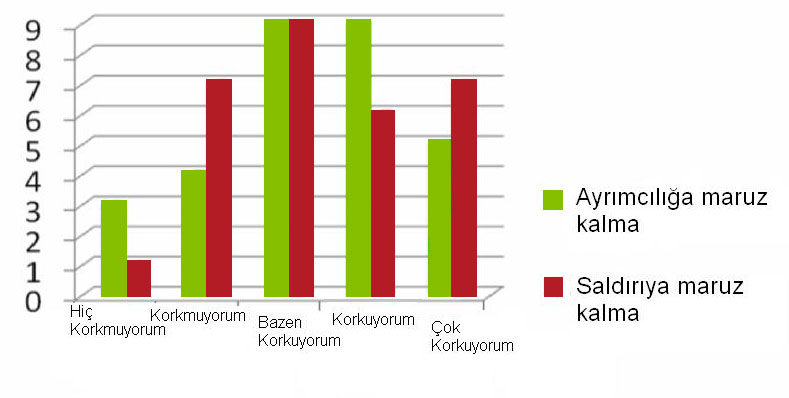 9
8
7
6
5
4
3
2
1
0
Hiç
Korkmuyorum
Korkmuyorum
Bazen
Korkuyorum
Korkuyorum
Çok
Korkuyorum
Ayrımcılığa maruz
kalma
Saldırıya maruz
kalma